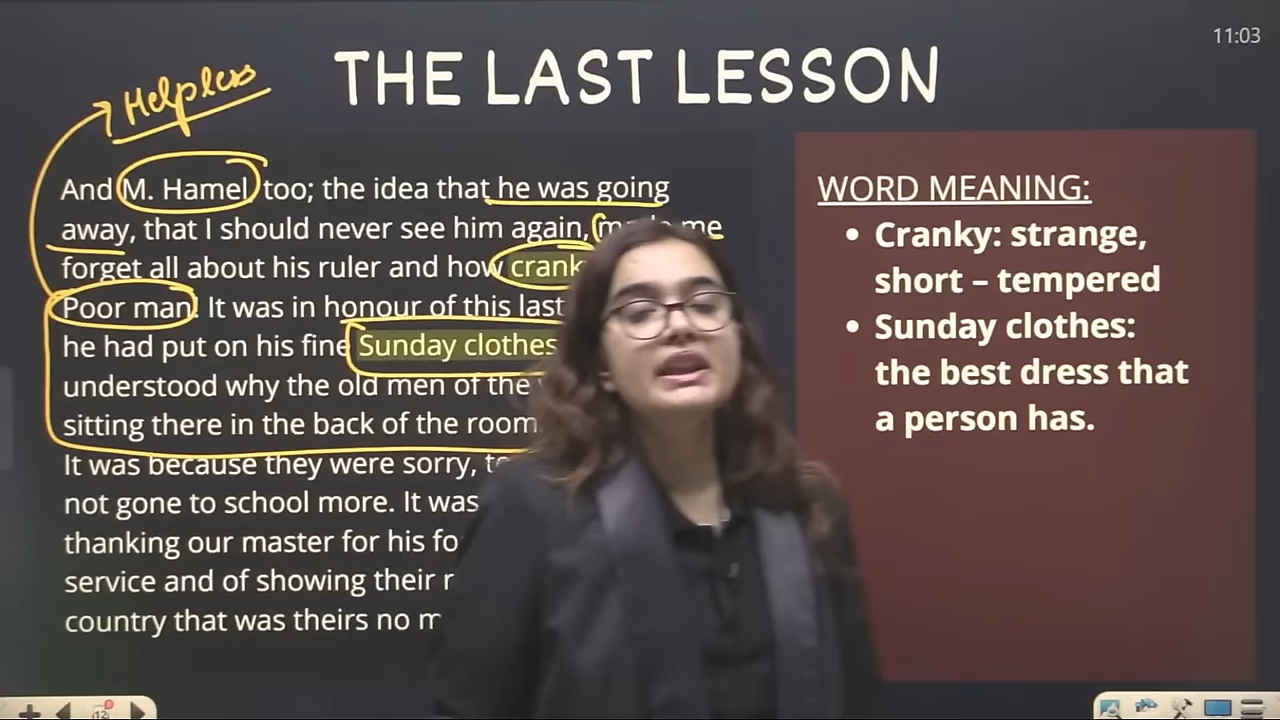 11:03
THE LAST LESSON
Helpless
And M. Hamel, too; the idea that he was going
away, that I should never see him again, made me
forget all about his ruler and how crank
Poor man! It was in honour of this last
he had put on his fine Sunday clothes
understood why the old men of the
sitting there in the back of the room.
It was because they were sorry,
not gone to school more. It was
thanking our master for his
service and of showing their
country that was theirs no
WORD MEANING:
• Cranky: strange,
short – tempered
• Sunday clothes:
the best dress that
a person has.
12